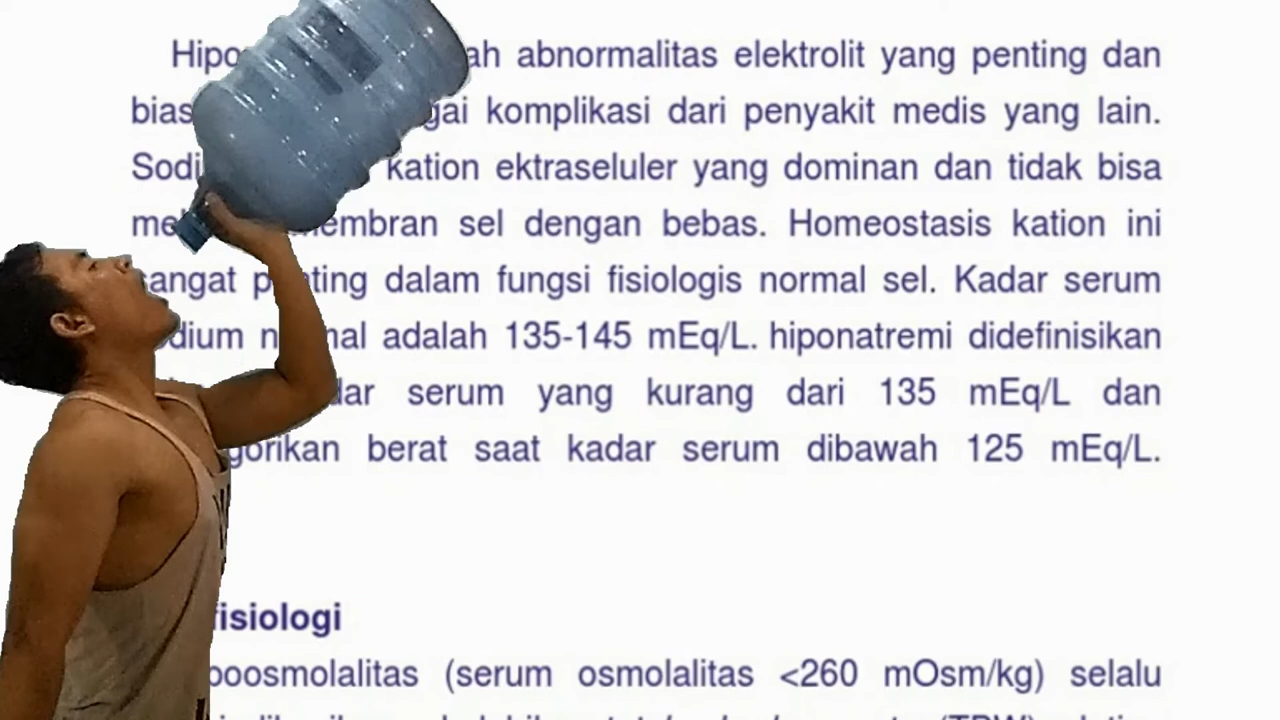 Hipo ah abnormalitas elektrolit yang penting dan
bias gai komplikasi dari penyakit medis yang lain.
Sodi kation ektraseluler yang dominan dan tidak bisa
me embran sel dengan bebas. Homeostasis kation ini
sangat penting dalam fungsi fisiologis normal sel. Kadar serum
dium n al adalah 135-145 mEq/L. hiponatremi didefinisikan
dar serum yang kurang dari 135 mEq/L dan
gorikan berat saat kadar serum dibawah 125 mEq/L.
fisiologi
poosmolalitas (serum osmolalitas <260 mOsm/kg) selalu